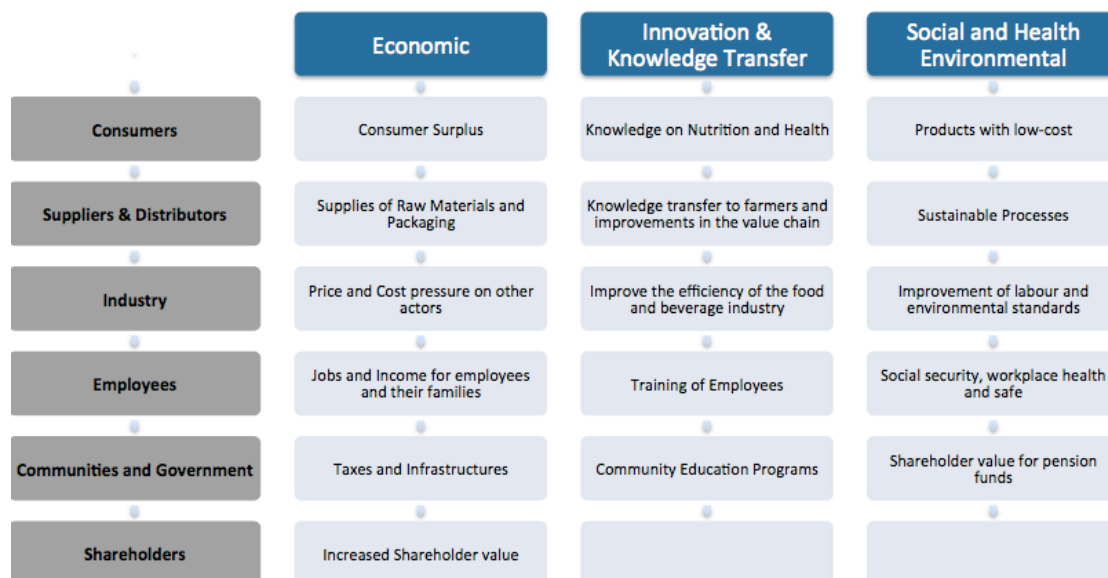 Economic
Innovation &
Knowledge Transfer
Social and Health
Environmental
Consumers
Consumer Surplus
Knowledge on Nutrition and Health
Products with low-cost
Suppliers & Distributors
Supplies of Raw Materials and
Packaging
Knowledge transfer to farmers and
improvements in the value chain
Sustainable Processes
Industry
Price and Cost pressure on other
actors
Improve the efficiency of the food
and beverage industry
Improvement of labour and
environmental standards
Employees
Jobs and Income for employees
and their families
Training of Employees
Social security, workplace health
and safe
Communities and Government
Taxes and Infrastructures
Community Education Programs
Shareholder value for pension
funds
Shareholders
Increased Shareholder value